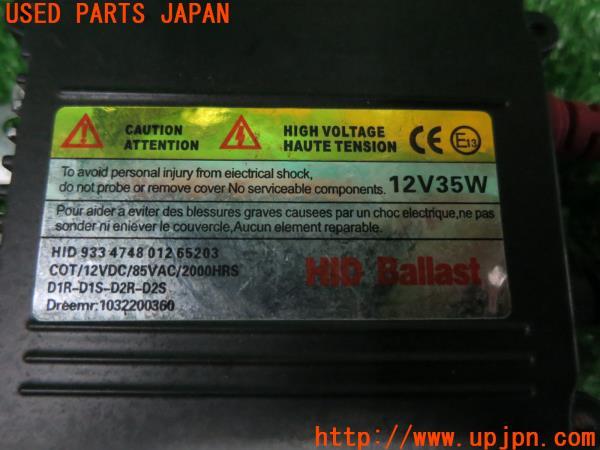 USED PARTS JAPAN
CAUTION
ATTENTION
HIGH VOLTAGE
HAUTE TENSION
CE E13
To avoid personal injury from eiectrical shock,
do not probe or remove cover No serviceable components. 12V35W
Pour aider a eviter des blessures graves causees par un choc electrique,ne pas
sonder ni enlever le couvercle,Aucun element reparable.
HID 933 4748 012 65203
COT/12VDC/85VAC/2000HRS
D1R-D1S-D2R-D2S
Dreemr:1032200360
HID Ballast
http://www.upjpn.com/